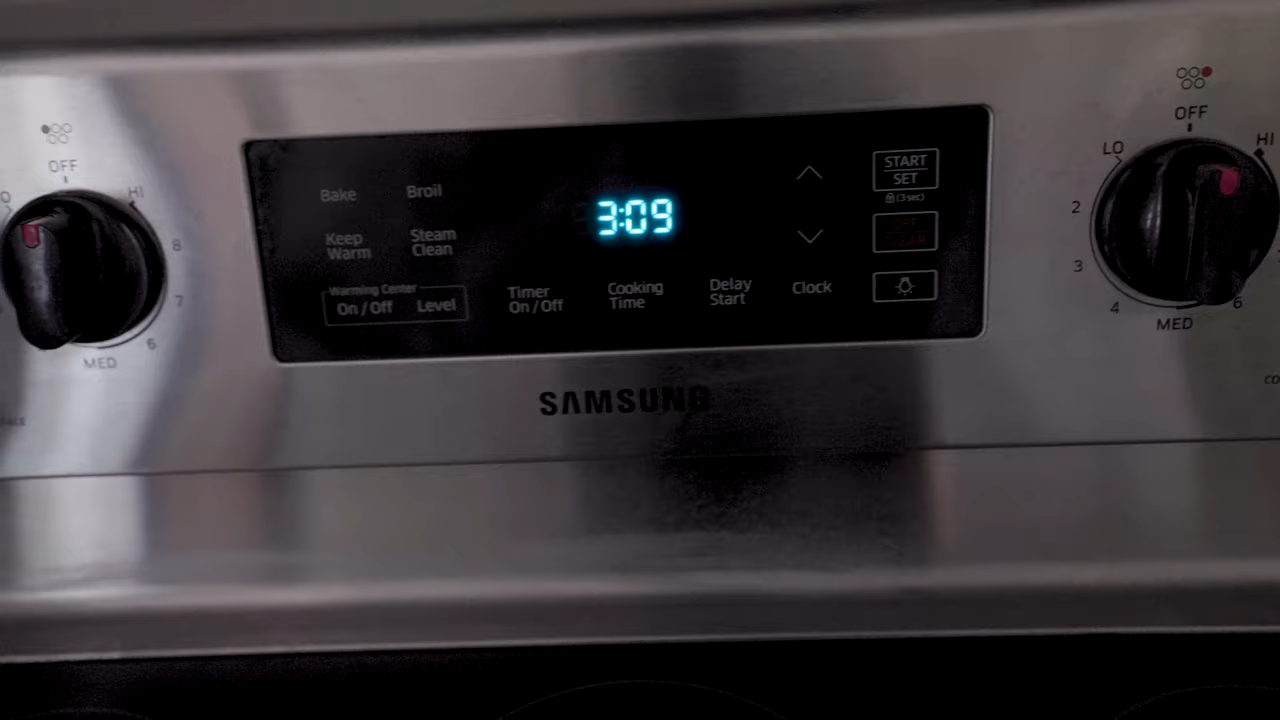 OFF
HI
8
7
6
MED
Bake
Broil
Keep
Warm
Steam
Clean
Warming Center
On / Off
Level
3:09
Timer
On / Off
Cooking
Time
Delay
Start
Clock
START
SET
(3 sec)
SAMSUNG
OFF
LO
HI
2
3
4
MED
6